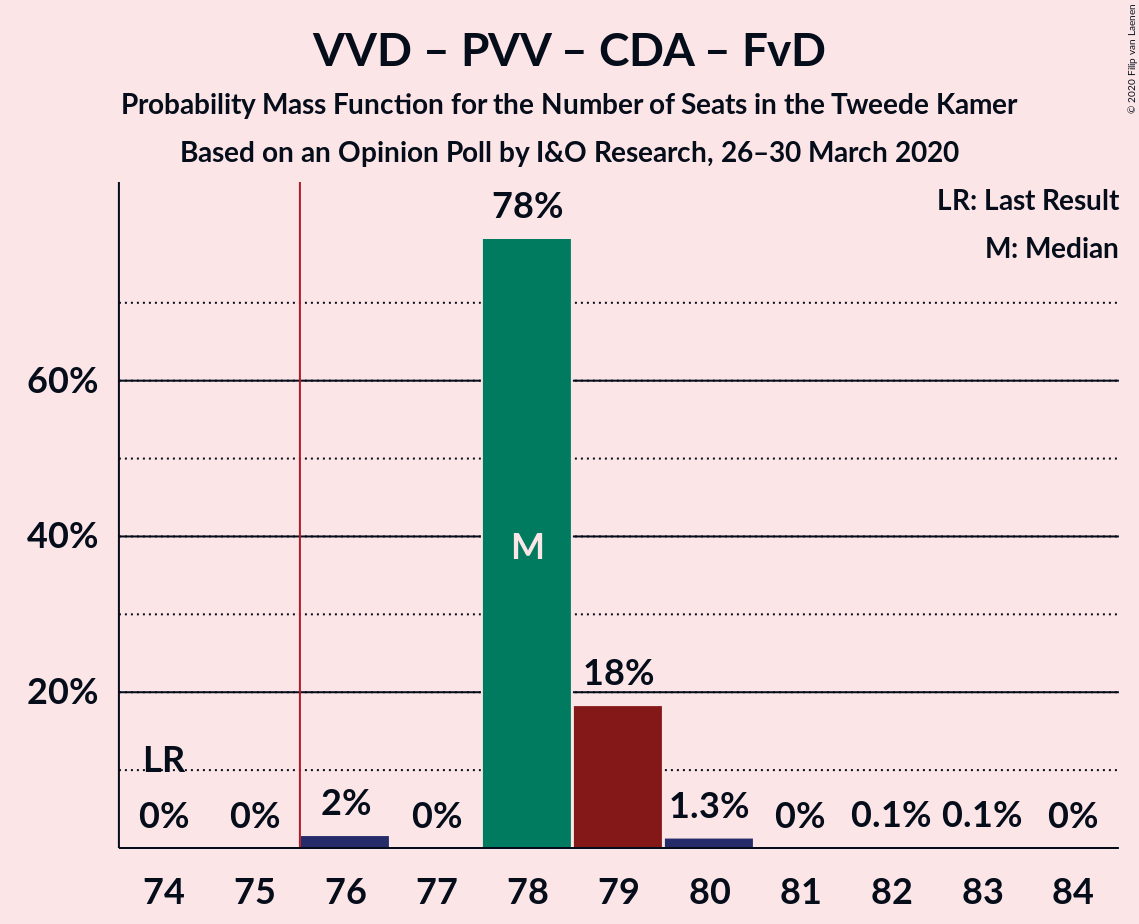 VVD – PVV – CDA – FvD
Probability Mass Function for the Number of Seats in the Tweede Kamer
Based on an Opinion Poll by I&O Research, 26–30 March 2020
© 2020 Filip van Laenen
LR: Last Result
M: Median
78%
60%
40%
M
18%
20%
LR
0% 0% 2% 0% 1.3% 0% 0.1% 0.1% 0%
74 75 76 77 78 79 80 81 82 83 84